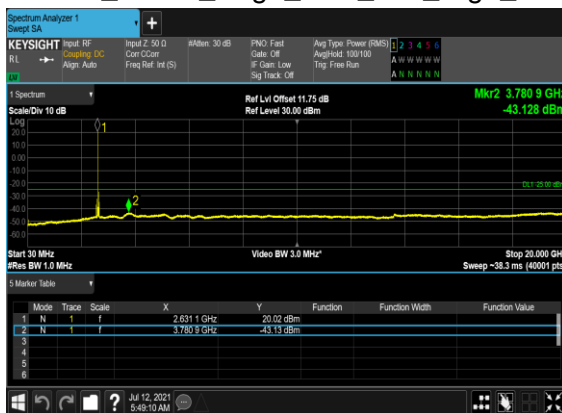 Spectrum Analyzer 1
Swept SA
KEYSIGHT Input: RF Input Z: 50 Ω #Atten: 30 dB PNO: Fast Avg Type: Power (RMS) 1 2 3 4 5 6
RL Coupling: DC Corr CCorr Gate: Off Avg|Hold: 100/100 A W W W W W
Align: Auto Freq Ref: Int (S) IF Gain: Low Trig: Free Run
Sig Track: Off A N N N N N
1 Spectrum Ref Lvl Offset 11.75 dB Mkr2 3.780 9 GHz
Scale/Div 10 dB Ref Level 30.00 dBm -43.128 dBm
Log
20.0
10.0
0.00
-10.0
-20.0
-30.0
-40.0
-50.0
-60.0
1
2
DL1 -25.00 dBm
Start 30 MHz Video BW 3.0 MHz* Stop 20.000 GHz
#Res BW 1.0 MHz Sweep ~38.3 ms (40001 pts)
5 Marker Table
Mode Trace Scale X Y Function Function Width Function Value
1 N 1 f 2.631 1 GHz 20.02 dBm
2 N 1 f 3.780 9 GHz -43.13 dBm
3
4
5
6
Jul 12, 2021
5:49:10 AM